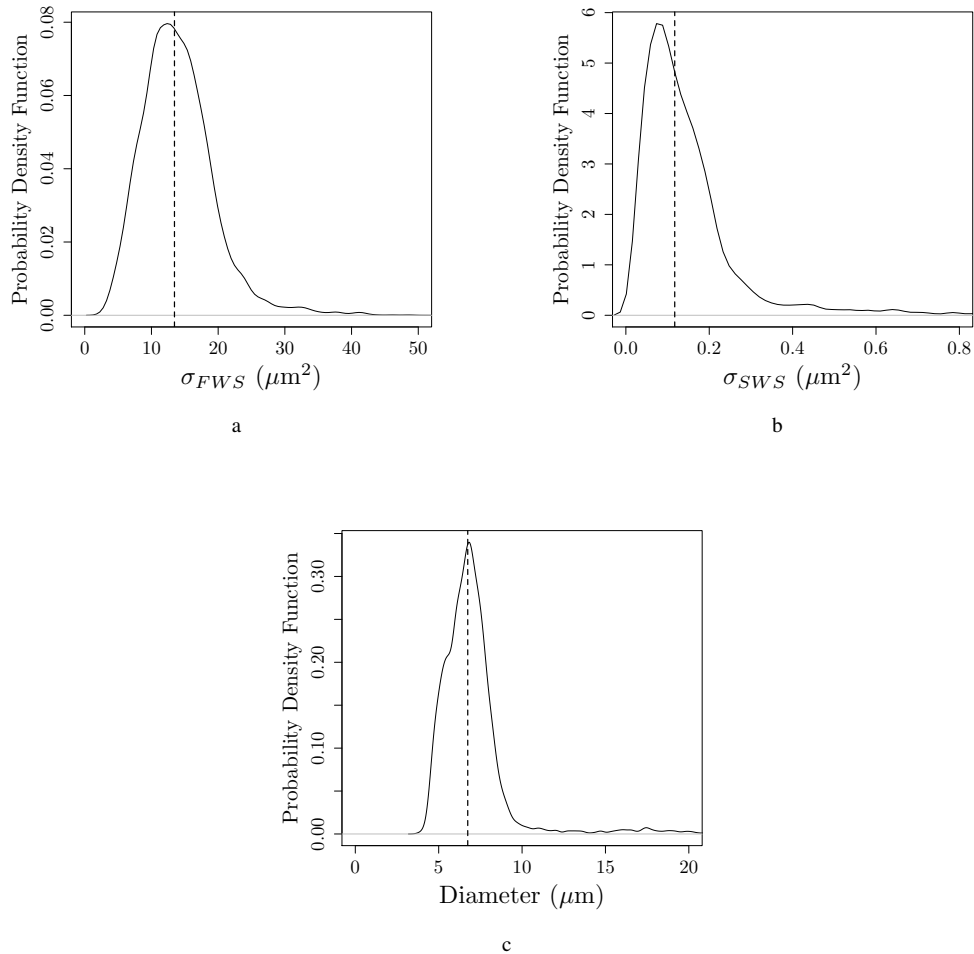 Probability Density Function
0.00 0.02 0.04 0.06 0.08
0 10 20 30 40 50
σFWS (μm²)
a
Probability Density Function
0 1 2 3 4 5 6
0.0 0.2 0.4 0.6 0.8
σSWS (μm²)
b
Probability Density Function
0.00 0.10 0.20 0.30
0 5 10 15 20
Diameter (μm)
c